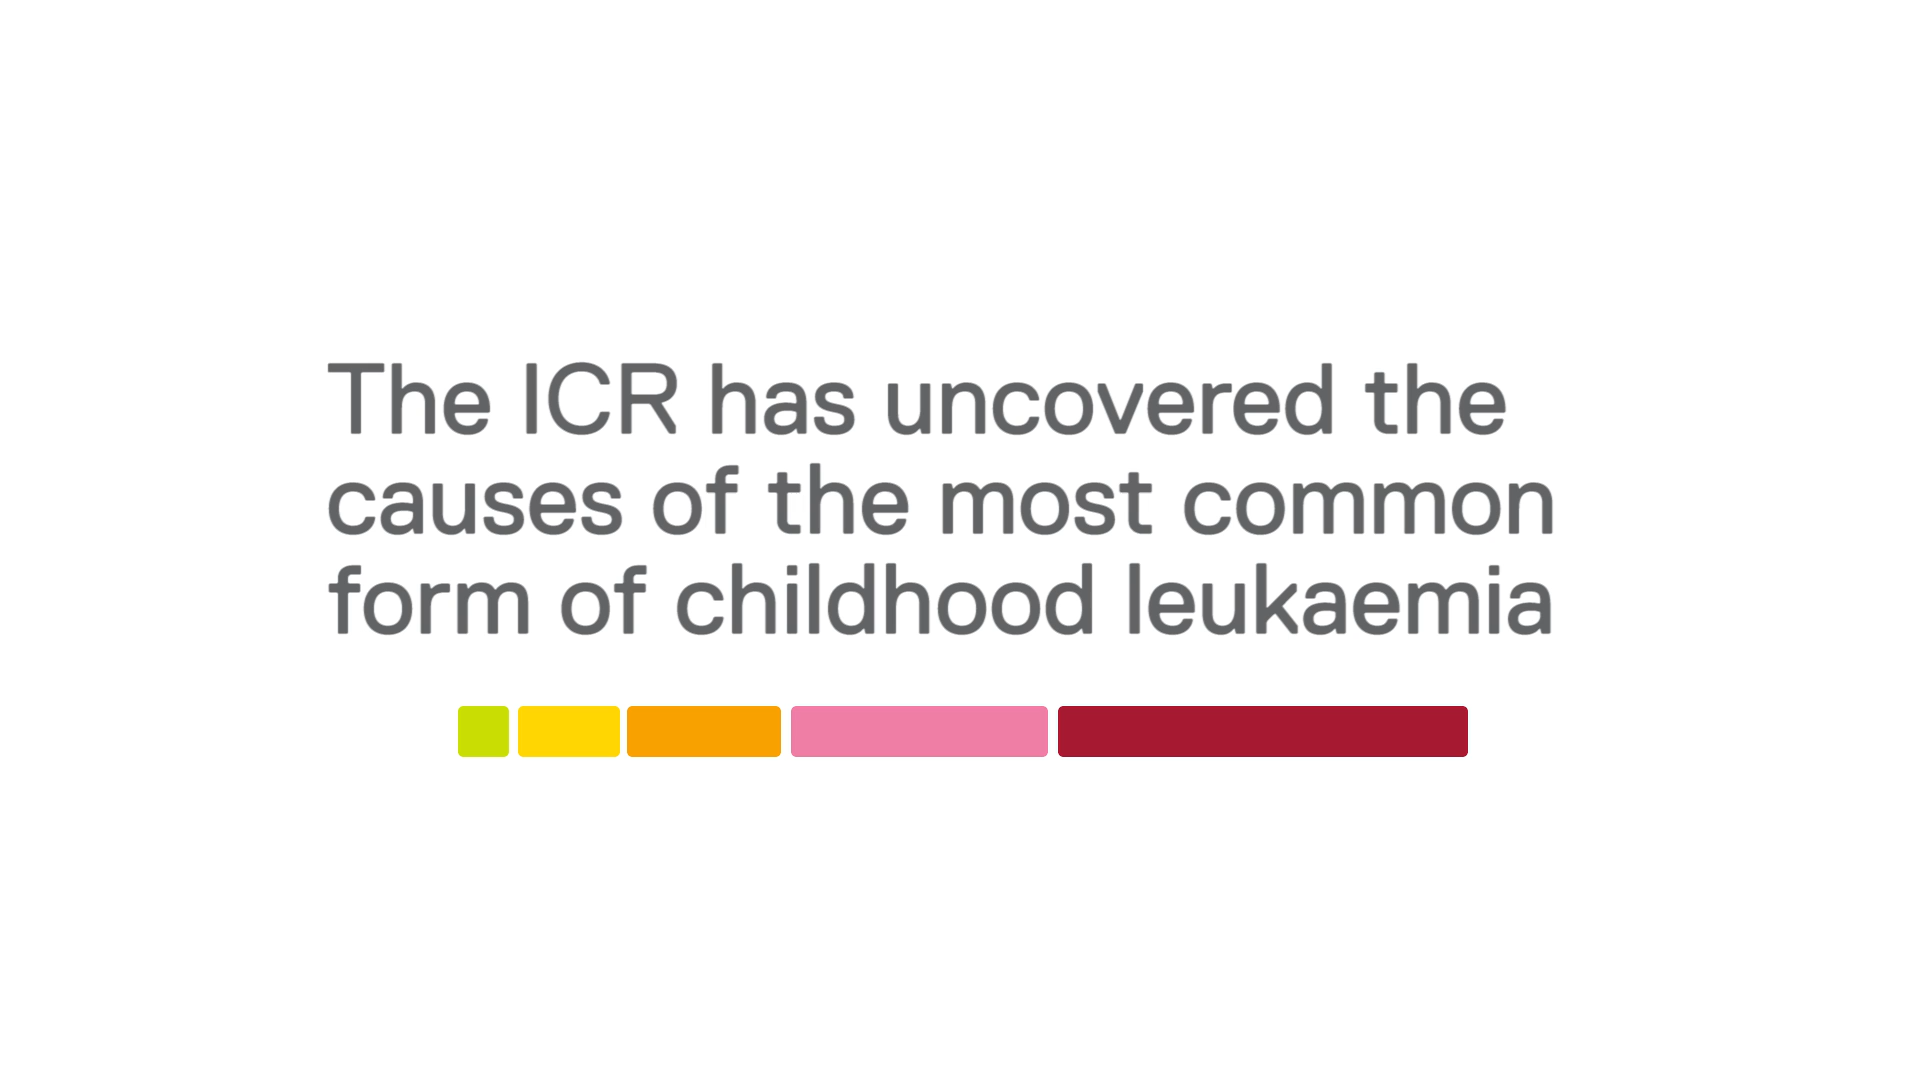 The ICR has uncovered the
causes of the most common
form of childhood leukaemia